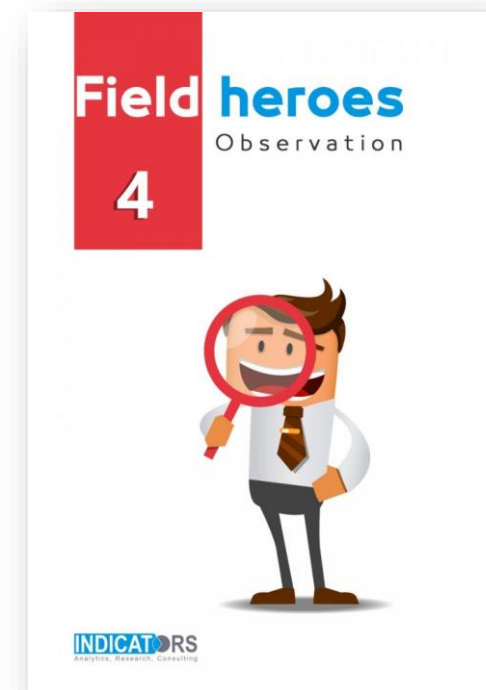 Field heroes
Observation
4
INDICATORS
Analytics, Research, Consulting